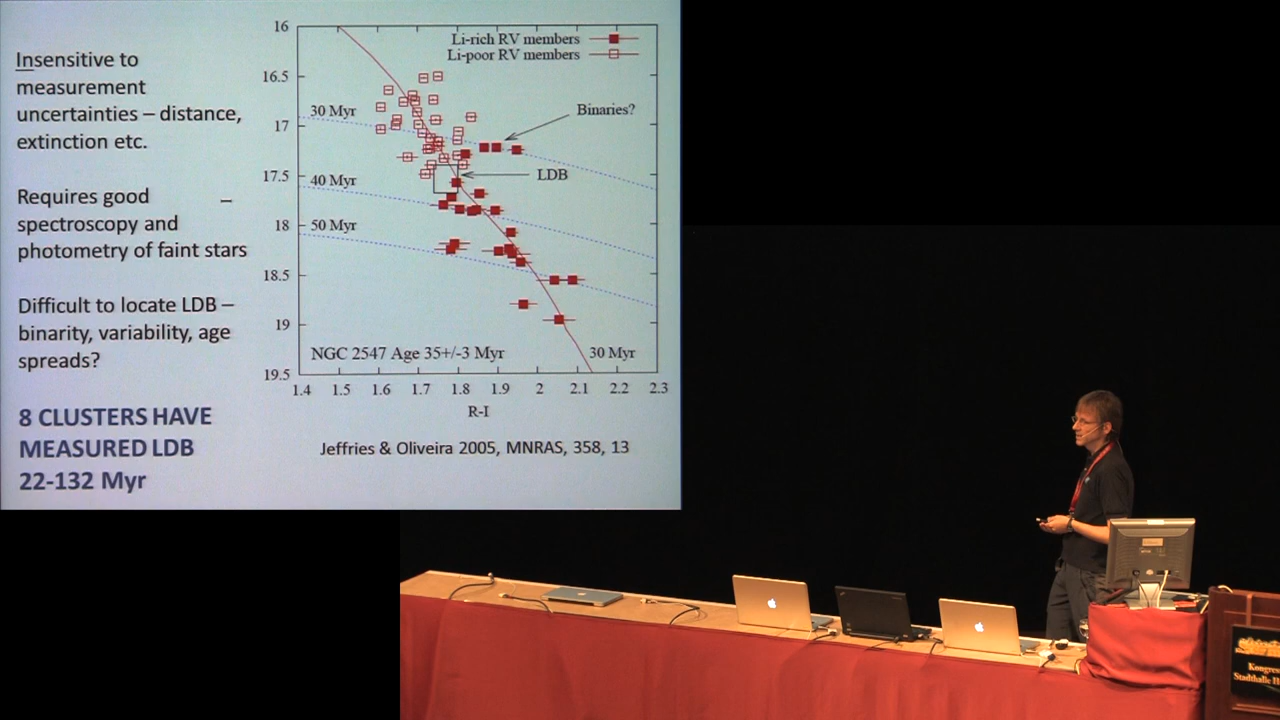 Insensitive to
measurement
uncertainties – distance,
extinction etc.
Requires good –
spectroscopy and
photometry of faint stars
Difficult to locate LDB –
binarity, variability, age
spreads?
8 CLUSTERS HAVE
MEASURED LDB
22-132 Myr
16
16.5
17
17.5
18
18.5
19
19.5
Li-rich RV members
Li-poor RV members
Binaries?
30 Myr
LDB
40 Myr
50 Myr
NGC 2547 Age 35+/-3 Myr
30 Myr
1.4 1.5 1.6 1.7 1.8 1.9 2 2.1 2.2 2.3
R-I
Jeffries & Oliveira 2005, MNRAS, 358, 13